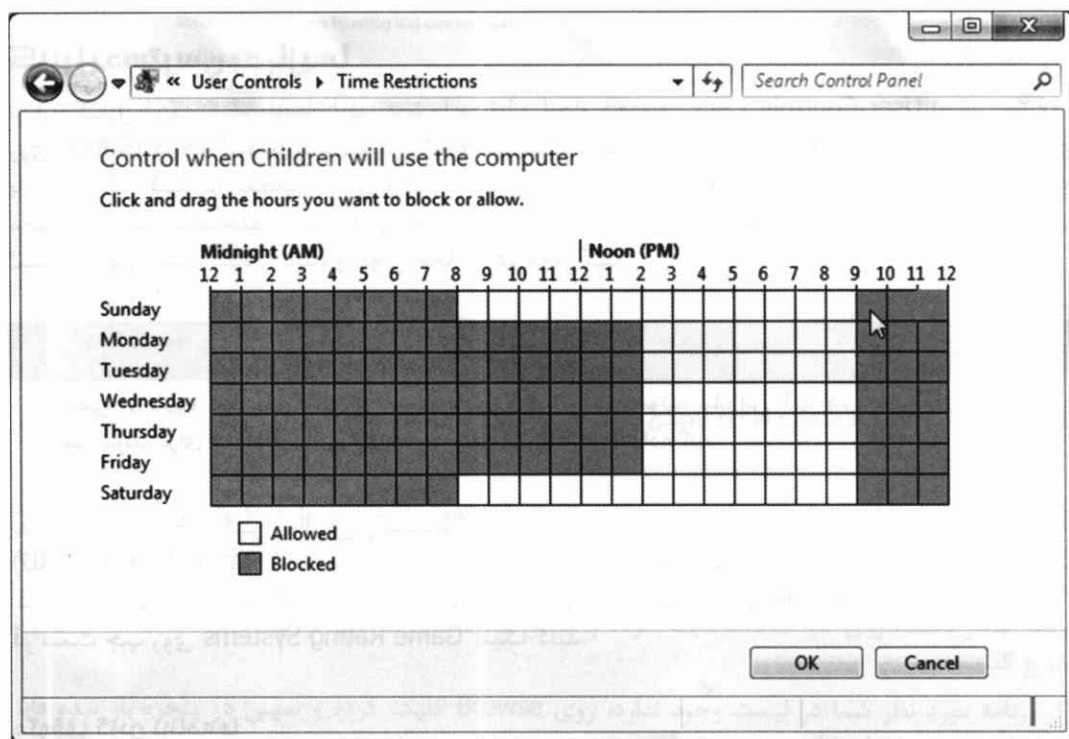 « User Controls ▸ Time Restrictions
Search Control Panel
Control when Children will use the computer
Click and drag the hours you want to block or allow.
Midnight (AM) Noon (PM)
12 1 2 3 4 5 6 7 8 9 10 11 12 1 2 3 4 5 6 7 8 9 10 11 12
Sunday
Monday
Tuesday
Wednesday
Thursday
Friday
Saturday
Allowed
Blocked
Game Rating Systems
OK Cancel